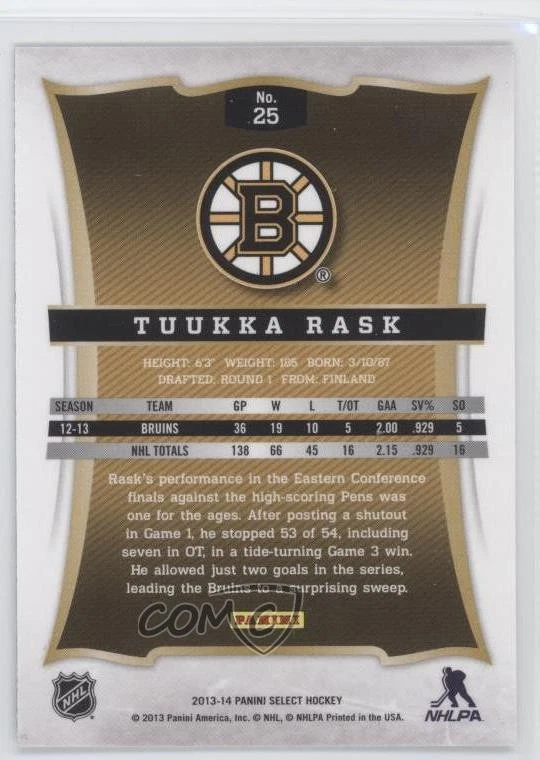 No.
25
B
®
TUUKKA RASK
HEIGHT: 6'3" WEIGHT: 185 BORN: 3/10/87
DRAFTED: ROUND 1 FROM: FINLAND
SEASON TEAM GP W L T/OT GAA SV% SO
12-13 BRUINS 36 19 10 5 2.00 .929 5
NHL TOTALS 138 66 45 16 2.15 .929 16
Rask's performance in the Eastern Conference
finals against the high-scoring Pens was
one for the ages. After posting a shutout
in Game 1, he stopped 53 of 54, including
seven in OT, in a tide-turning Game 3 win.
He allowed just two goals in the series,
leading the Bruins to a surprising sweep.
COMC
PANINI
NHL
2013-14 PANINI SELECT HOCKEY
© 2013 Panini America, Inc. © NHL, © NHLPA Printed in the USA.
NHLPA